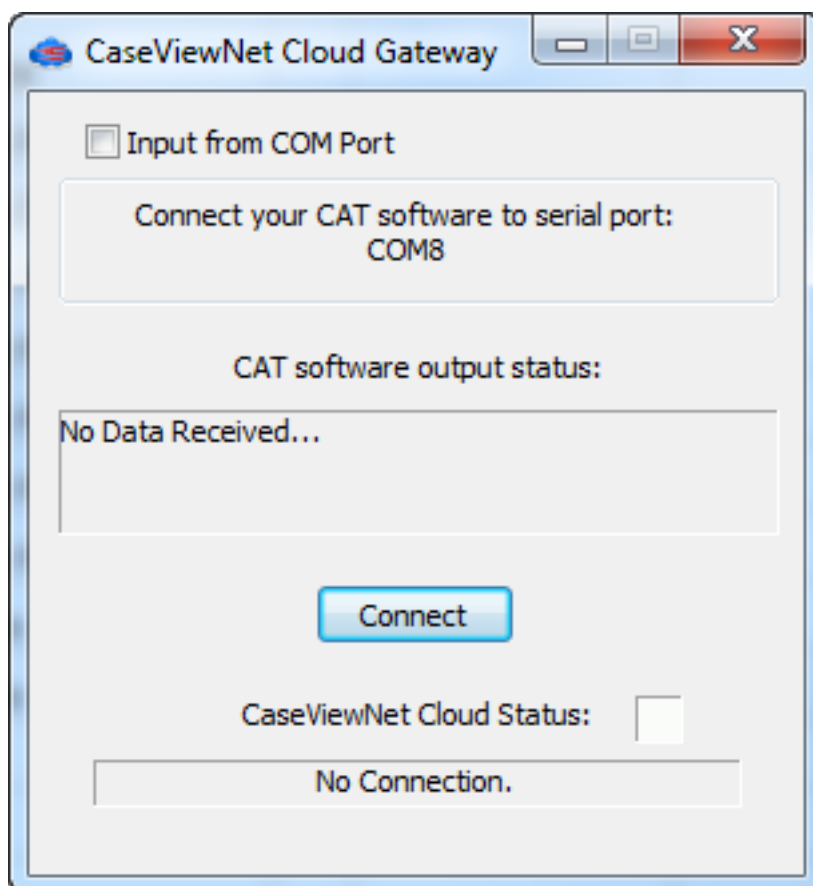 CaseViewNet Cloud Gateway
Input from COM Port
Connect your CAT software to serial port:
COM8
CAT software output status:
No Data Received...
Connect
CaseViewNet Cloud Status:
No Connection.